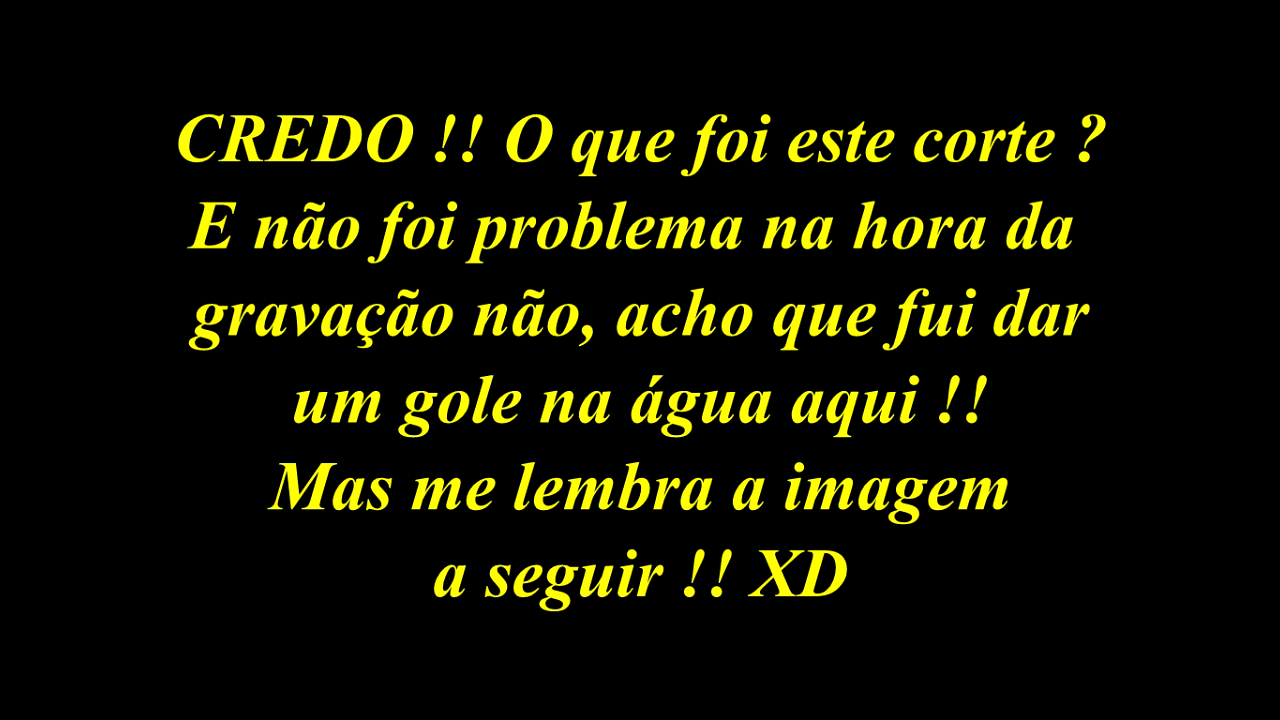 CREDO !! O que foi este corte ?
E não foi problema na hora da
gravação não, acho que fui dar
um gole na água aqui !!
Mas me lembra a imagem
a seguir !! XD